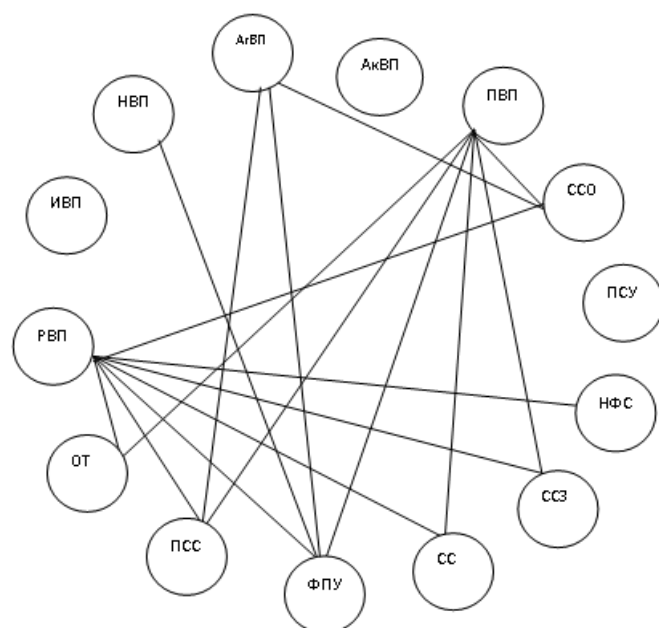 АгВП
АкВП
ПВП
НВП
ССО
ИВП
ПСУ
РВП
НФС
ОТ
ССЗ
ПСС
СС
ФПУ